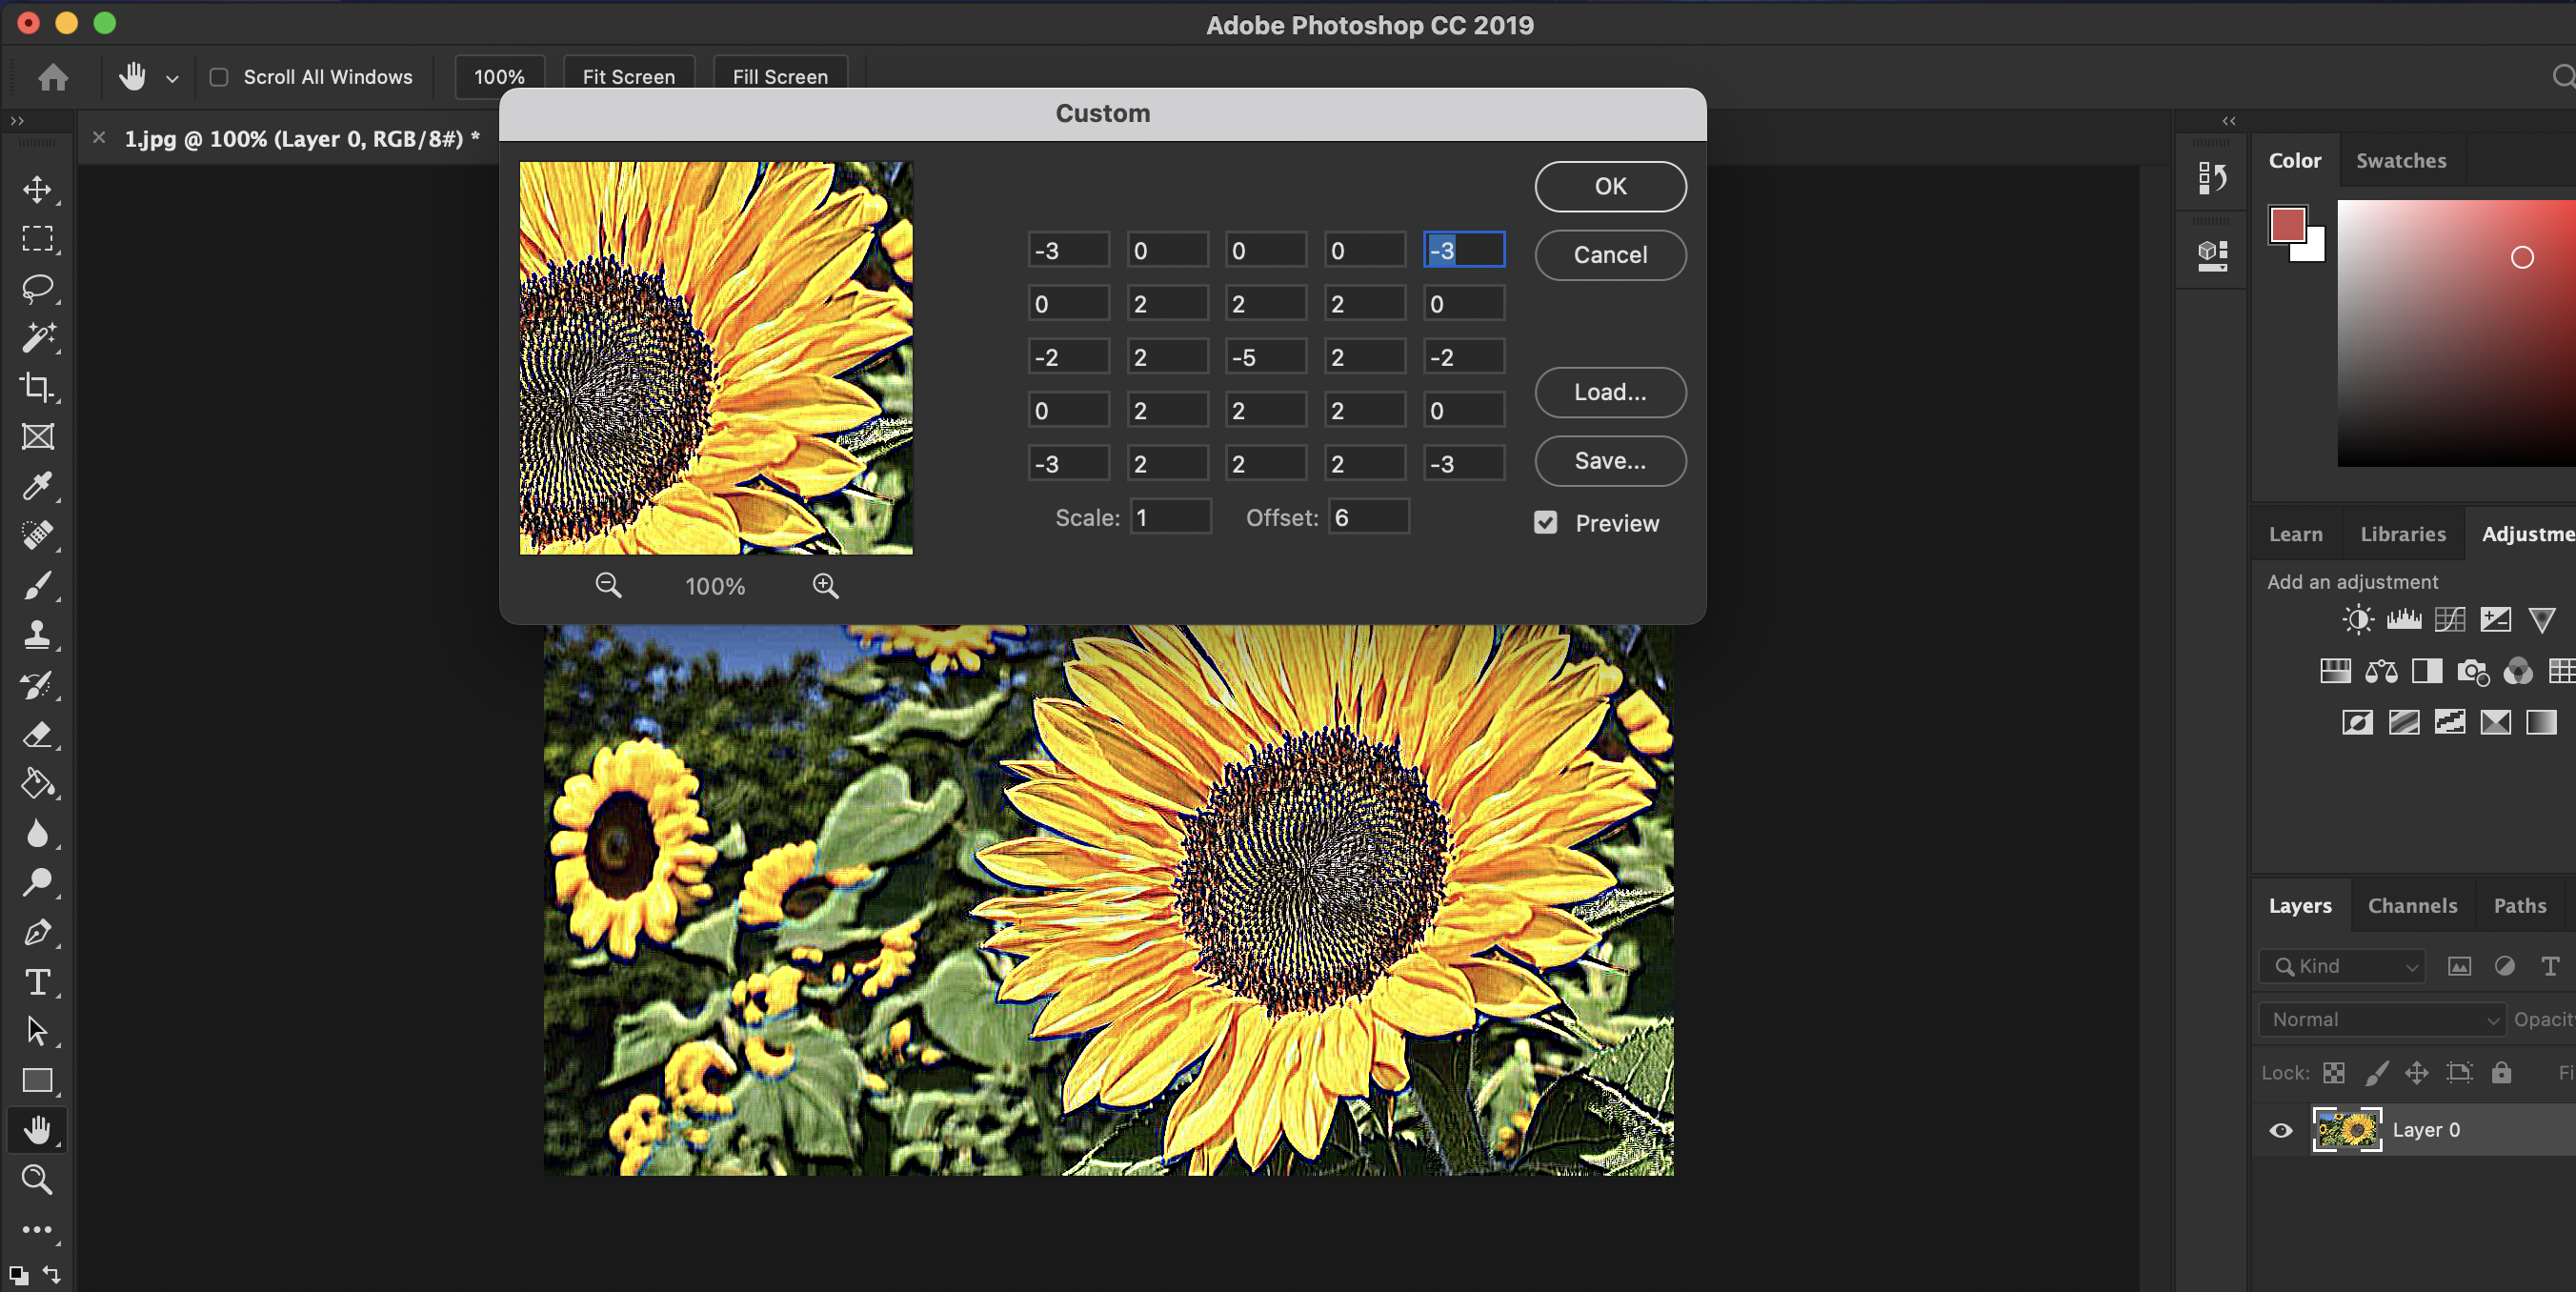 Adobe Photoshop CC 2019
Scroll All Windows 100% Fit Screen Fill Screen
1.jpg @ 100% (Layer 0, RGB/8#) *
Custom
OK
Cancel
-3 0 0 0 -3
0 2 2 2 0
-2 2 -5 2 -2
0 2 2 2 0
-3 2 2 2 -3
Scale: 1 Offset: 6
Load...
Save...
Preview
100%
Color Swatches
Learn Libraries Adjustme
Add an adjustment
Layers Channels Paths
Kind
Normal Opacit
Lock: Fi
Layer 0